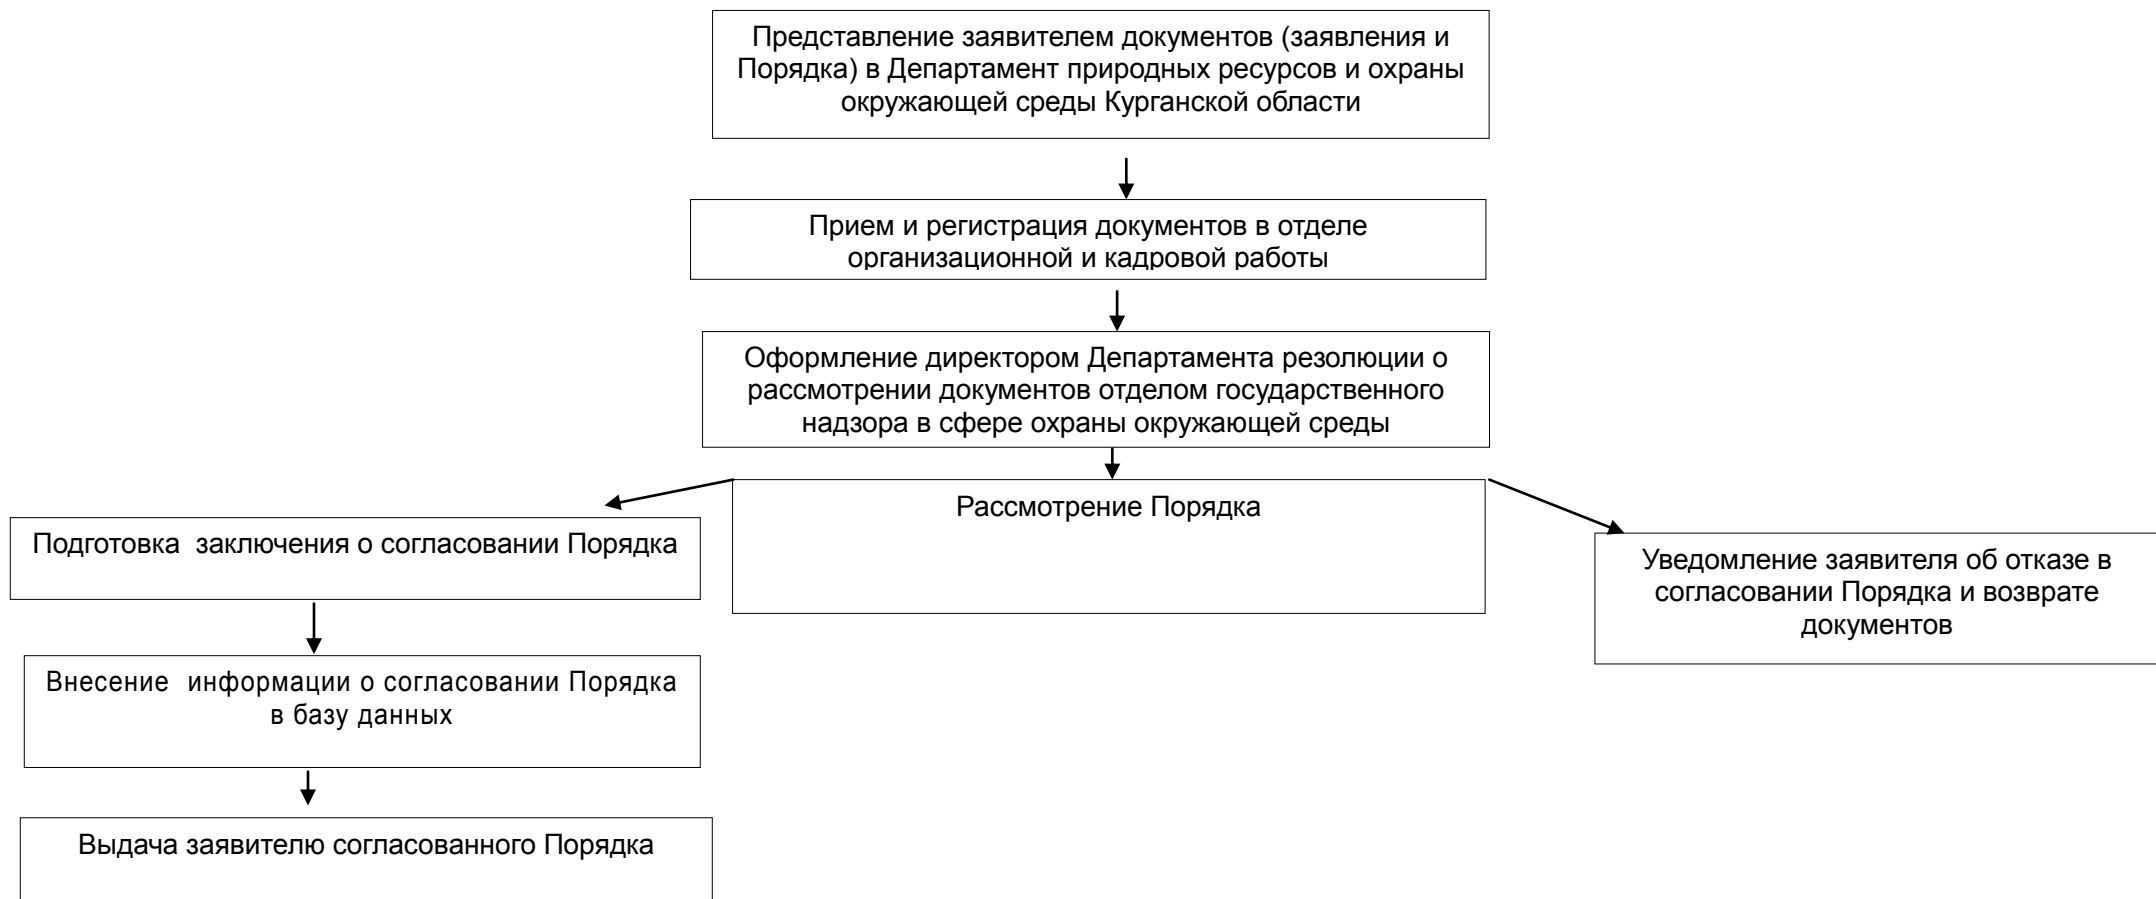 Представление заявителем документов (заявления и
Порядка) в Департамент природных ресурсов и охраны
окружающей среды Курганской области
Прием и регистрация документов в отделе
организационной и кадровой работы
Оформление директором Департамента резолюции о
рассмотрении документов отделом государственного
надзора в сфере охраны окружающей среды
Рассмотрение Порядка
Подготовка  заключения о согласовании Порядка
Уведомление заявителя об отказе в
согласовании Порядка и возврате
документов
Внесение  информации о согласовании Порядка
в базу данных
Выдача заявителю согласованного Порядка